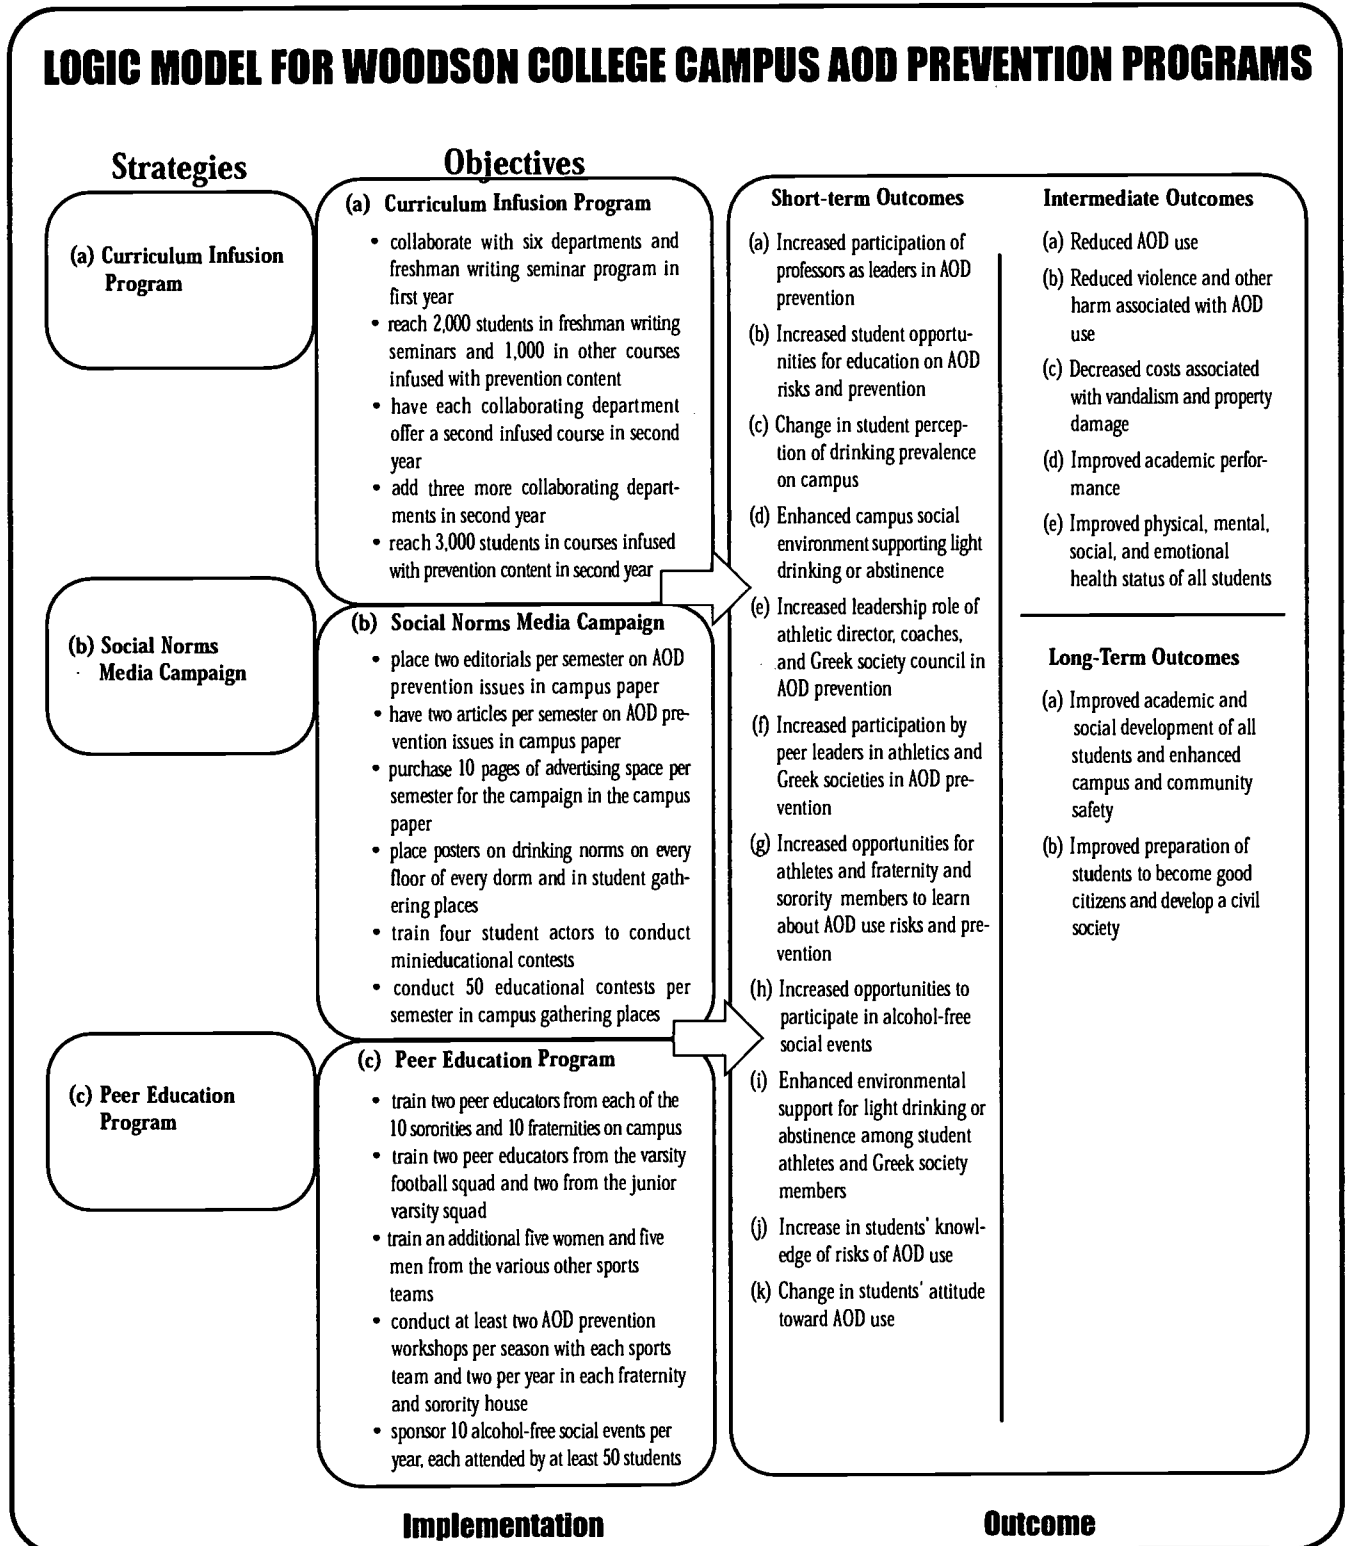 LOGIC MODEL FOR WOODSON COLLEGE CAMPUS AOD PREVENTION PROGRAMS
Strategies
(a) Curriculum Infusion
Program
(b) Social Norms
Media Campaign
(c) Peer Education
Program
Objectives
(a) Curriculum Infusion Program
• collaborate with six departments and
freshman writing seminar program in
first year
• reach 2,000 students in freshman writing
seminars and 1,000 in other courses
infused with prevention content
• have each collaborating department
offer a second infused course in second
year
• add three more collaborating depart-
ments in second year
• reach 3,000 students in courses infused
with prevention content in second year
(b) Social Norms Media Campaign
• place two editorials per semester on AOD
prevention issues in campus paper
• have two articles per semester on AOD pre-
vention issues in campus paper
• purchase 10 pages of advertising space per
semester for the campaign in the campus
paper
• place posters on drinking norms on every
floor of every dorm and in student gath-
ering places
• train four student actors to conduct
minieducational contests
• conduct 50 educational contests per
semester in campus gathering places
(c) Peer Education Program
• train two peer educators from each of the
10 sororities and 10 fraternities on campus
• train two peer educators from the varsity
football squad and two from the junior
varsity squad
• train an additional five women and five
men from the various other sports
teams
• conduct at least two AOD prevention
workshops per season with each sports
team and two per year in each fraternity
and sorority house
• sponsor 10 alcohol-free social events per
year, each attended by at least 50 students
Implementation
Short-term Outcomes
(a) Increased participation of
professors as leaders in AOD
prevention
(b) Increased student opportu-
nities for education on AOD
risks and prevention
(c) Change in student percep-
tion of drinking prevalence
on campus
(d) Enhanced campus social
environment supporting light
drinking or abstinence
(e) Increased leadership role of
athletic director, coaches,
and Greek society council in
AOD prevention
(f) Increased participation by
peer leaders in athletics and
Greek societies in AOD pre-
vention
(g) Increased opportunities for
athletes and fraternity and
sorority members to learn
about AOD use risks and pre-
vention
(h) Increased opportunities to
participate in alcohol-free
social events
(i) Enhanced environmental
support for light drinking or
abstinence among student
athletes and Greek society
members
(j) Increase in students' knowl-
edge of risks of AOD use
(k) Change in students' attitude
toward AOD use
Intermediate Outcomes
(a) Reduced AOD use
(b) Reduced violence and other
harm associated with AOD
use
(c) Decreased costs associated
with vandalism and property
damage
(d) Improved academic perfor-
mance
(e) Improved physical, mental,
social, and emotional
health status of all students
Long-Term Outcomes
(a) Improved academic and
social development of all
students and enhanced
campus and community
safety
(b) Improved preparation of
students to become good
citizens and develop a civil
society
Outcome